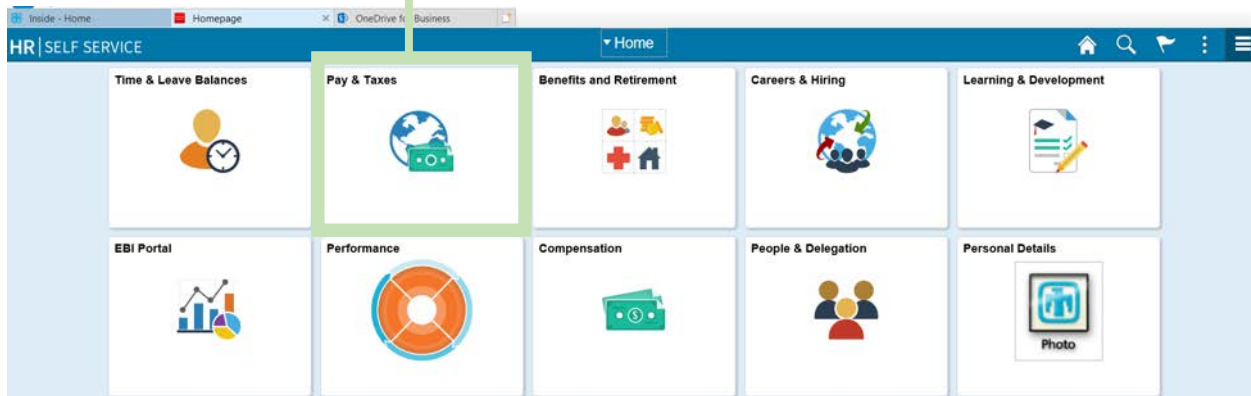 Inside - Home
Homepage
OneDrive for Business
HR | SELF SERVICE
Home
Time & Leave Balances
Pay & Taxes
Benefits and Retirement
Careers & Hiring
Learning & Development
EBI Portal
Performance
Compensation
People & Delegation
Personal Details
Photo